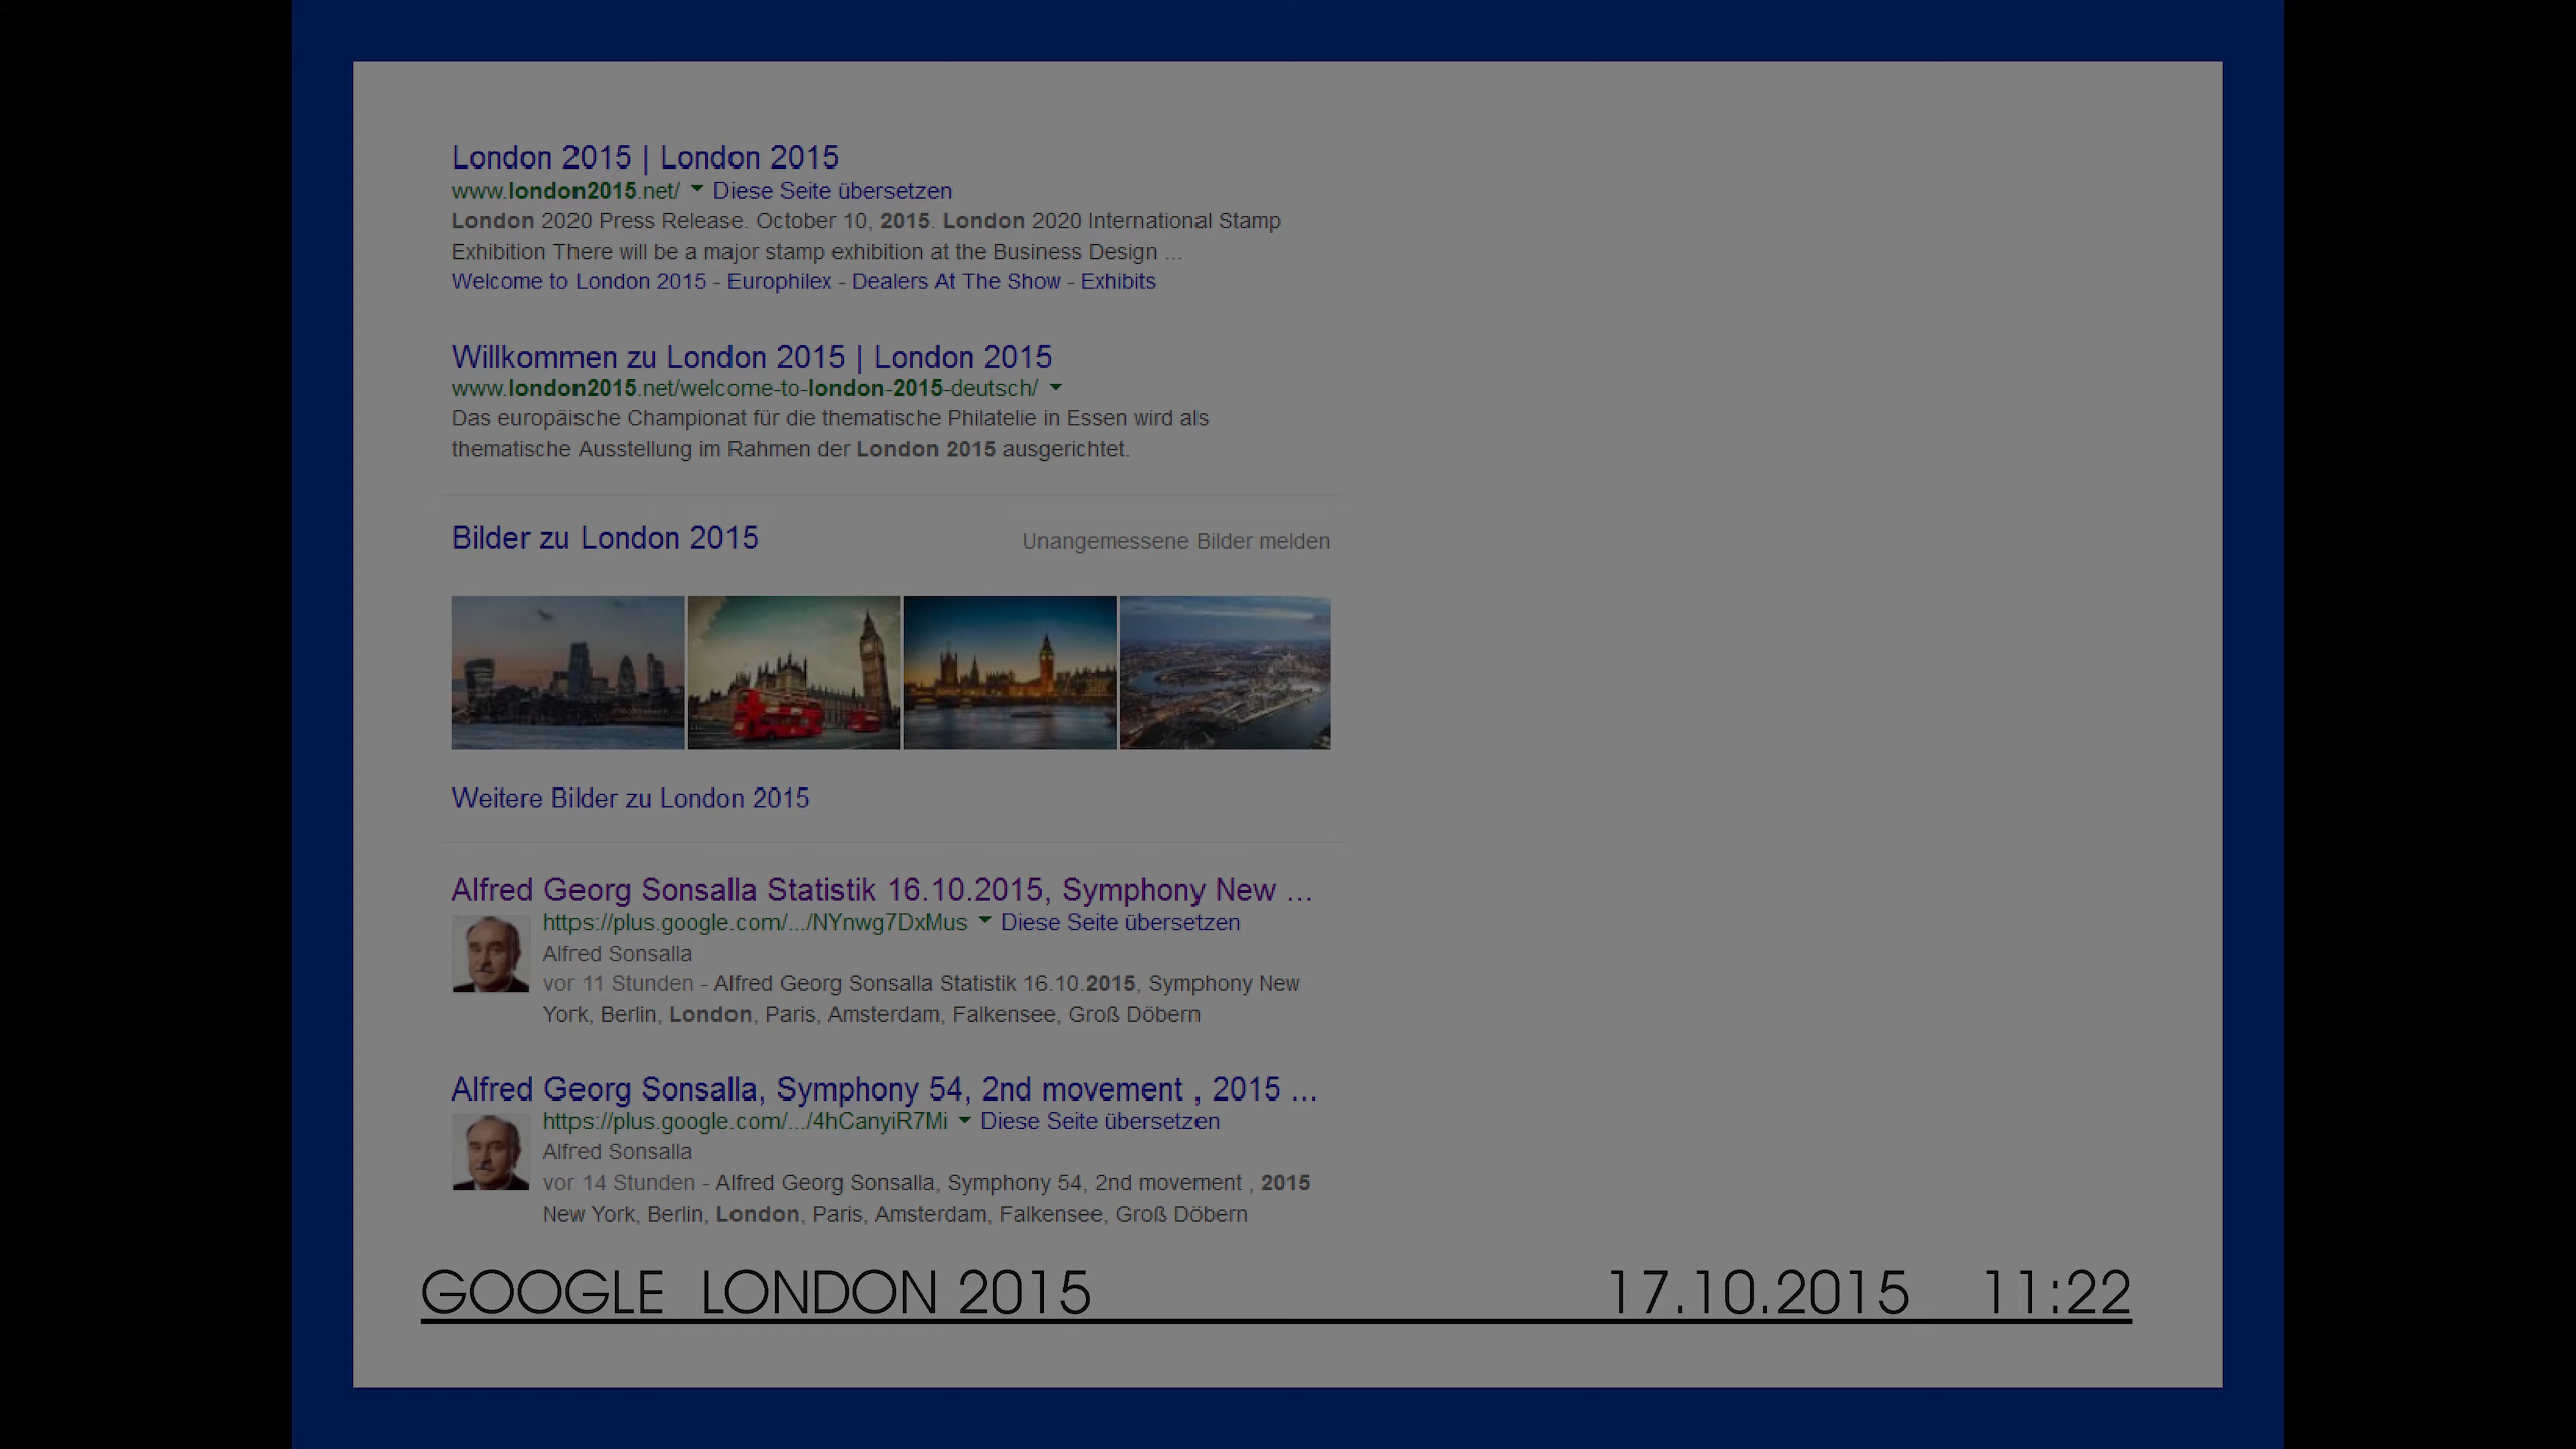 London 2015 | London 2015
www.london2015.net/ Diese Seite übersetzen
London 2020 Press Release. October 10, 2015. London 2020 International Stamp
Exhibition There will be a major stamp exhibition at the Business Design ...
Welcome to London 2015 - Europhilex - Dealers At The Show - Exhibits
Willkommen zu London 2015 | London 2015
www.london2015.net/welcome-to-london-2015-deutsch/
Das europäische Championat für die thematische Philatelie in Essen wird als
thematische Ausstellung im Rahmen der London 2015 ausgerichtet.
Bilder zu London 2015 Unangemessene Bilder melden
Weitere Bilder zu London 2015
Alfred Georg Sonsalla Statistik 16.10.2015, Symphony New ...
https://plus.google.com/.../NYnwg7DxMus Diese Seite übersetzen
Alfred Sonsalla
vor 11 Stunden - Alfred Georg Sonsalla Statistik 16.10.2015, Symphony New
York, Berlin, London, Paris, Amsterdam, Falkensee, Groß Döbern
Alfred Georg Sonsalla, Symphony 54, 2nd movement , 2015 ...
https://plus.google.com/.../4hCanyiR7Mi Diese Seite übersetzen
Alfred Sonsalla
vor 14 Stunden - Alfred Georg Sonsalla, Symphony 54, 2nd movement , 2015
New York, Berlin, London, Paris, Amsterdam, Falkensee, Groß Döbern
GOOGLE LONDON 2015 17.10.2015 11:22